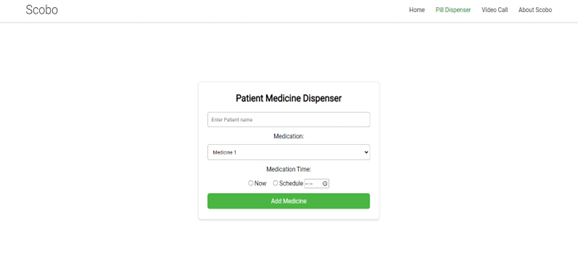 Scobo
Home Pill Dispenser Video Call About Scobo
Patient Medicine Dispenser
Enter Patient name
Medication:
Medicine 1
Medication Time:
Now Schedule --:--
Add Medicine